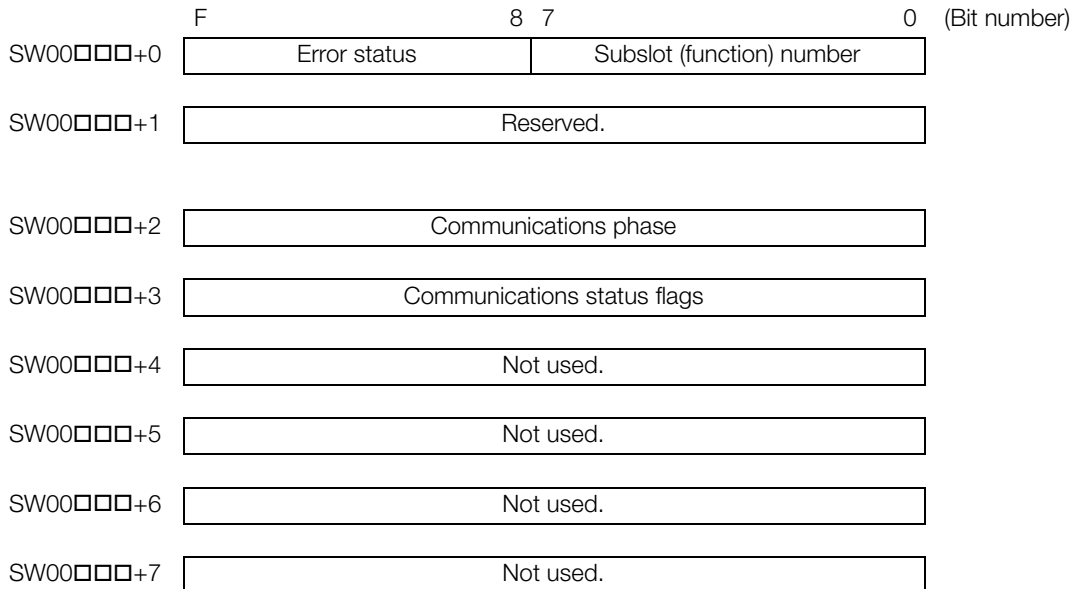 F 8 7 0 (Bit number)
SW00□□□+0 Error status Subslot (function) number
SW00□□□+1 Reserved.
SW00□□□+2 Communications phase
SW00□□□+3 Communications status flags
SW00□□□+4 Not used.
SW00□□□+5 Not used.
SW00□□□+6 Not used.
SW00□□□+7 Not used.